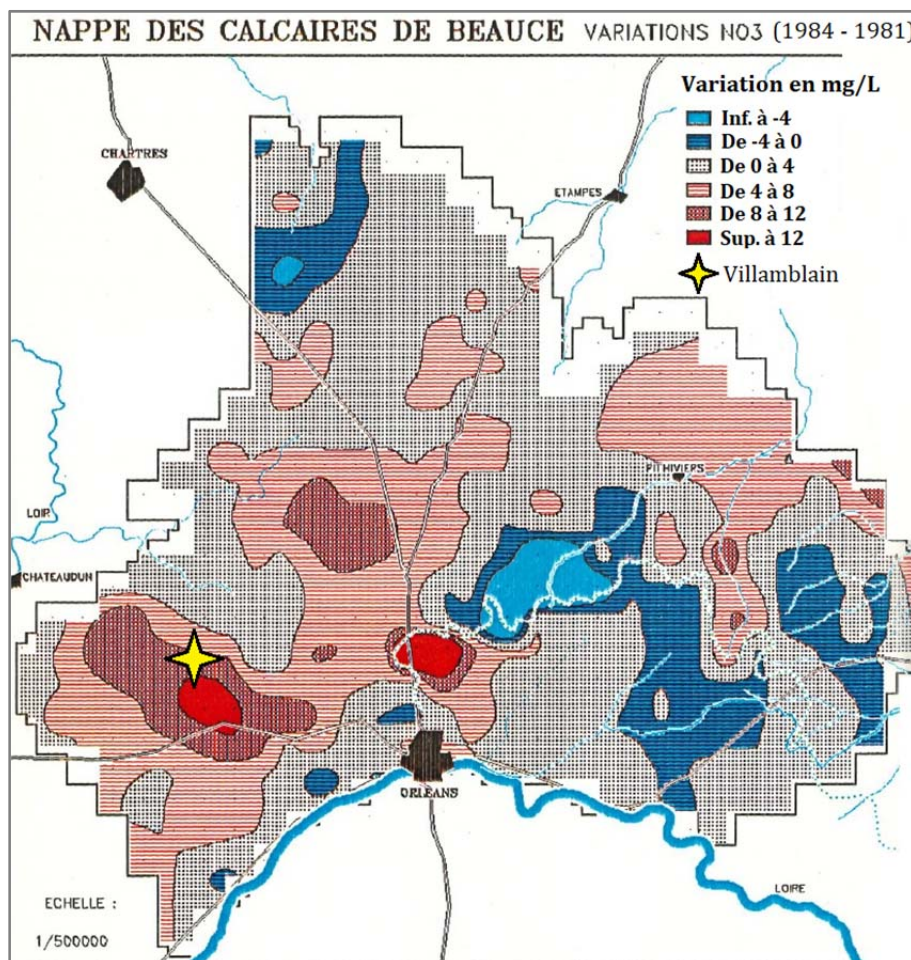 NAPPE DES CALCAIRES DE BEAUCE VARIATIONS NO3 (1984 - 1981)
Variation en mg/L
Inf. à -4
De -4 à 0
De 0 à 4
De 4 à 8
De 8 à 12
Sup. à 12
Villamblain
CHARTRES
ETAMPES
PITHIVIERS
LOIR
CHATEAUDUN
ORLEANS
LOIRE
ECHELLE :
1/500000